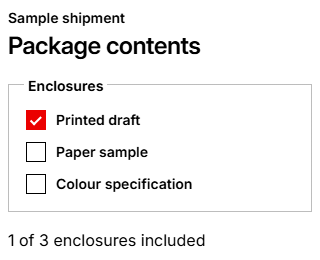 Sample shipment
Package contents
Enclosures
Printed draft
Paper sample
Colour specification
1 of 3 enclosures included